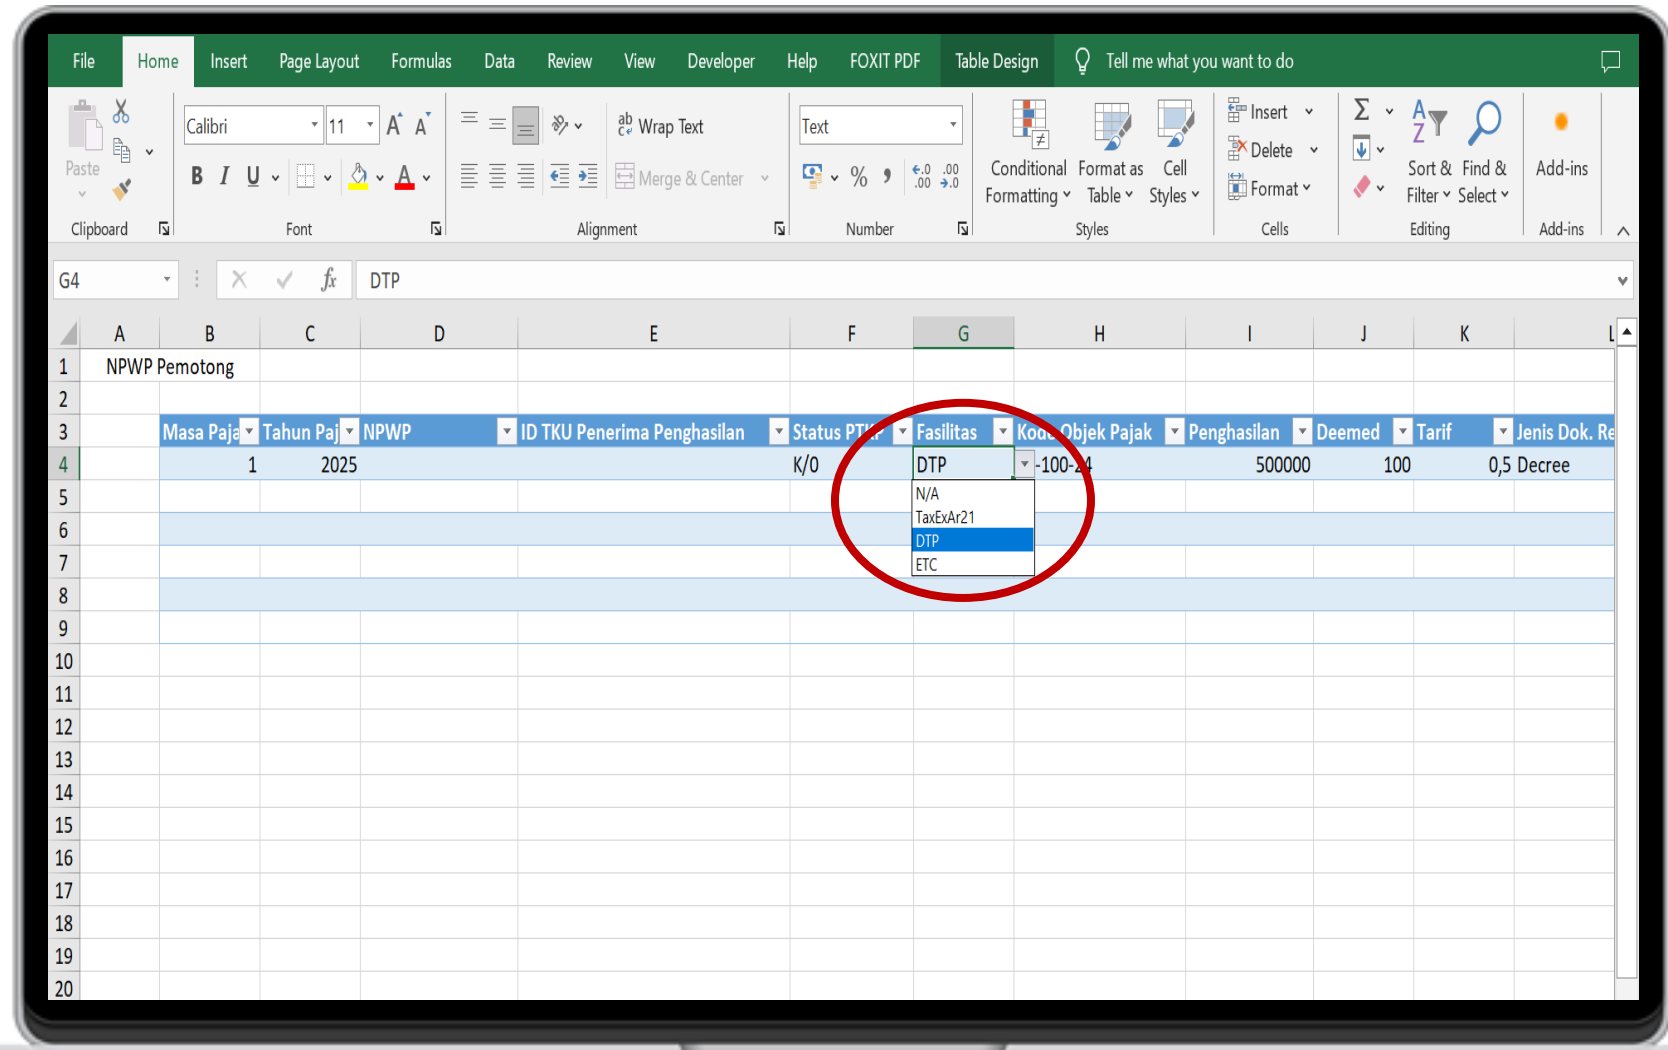 File Home Insert Page Layout Formulas Data Review View Developer Help FOXIT PDF Table Design Tell me what you want to do
Calibri 11 A A ab Wrap Text Text Insert
Paste B I U A Merge & Center % Conditional Formatting Format as Table Cell Styles Delete Format Sort & Filter Find & Select Add-ins
Clipboard Font Alignment Number Styles Cells Editing Add-ins
G4 fx DTP
A B C D E F G H I J K L
1 NPWP Pemotong
2
3 Masa Paja Tahun Paj NPWP ID TKU Penerima Penghasilan Status PTKP Fasilitas Kode Objek Pajak Penghasilan Deemed Tarif Jenis Dok. Re
4 1 2025 K/0 DTP -100-24 500000 100 0,5 Decree
5 N/A
TaxExAr21
6 DTP
7 ETC
8
9
10
11
12
13
14
15
16
17
18
19
20